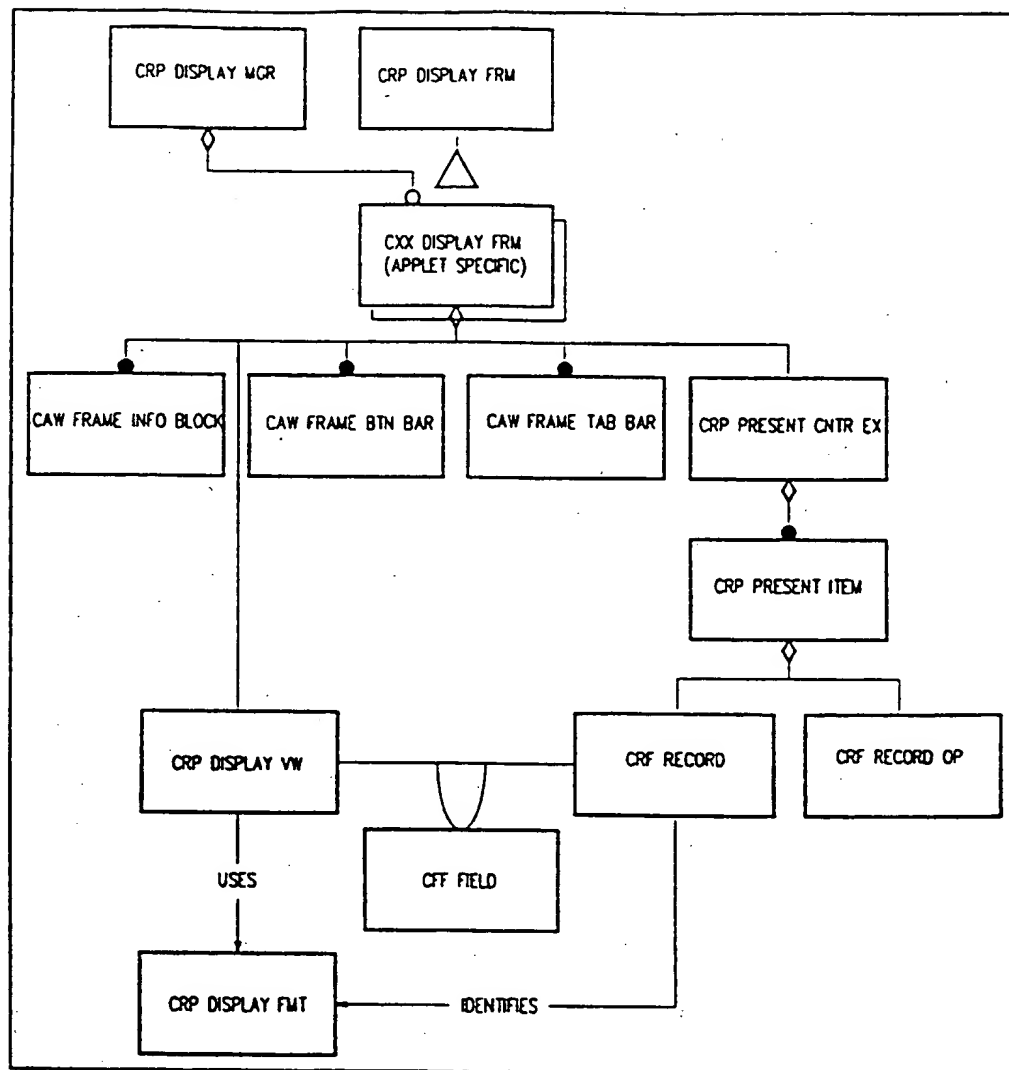 CRP DISPLAY MGR
CRP DISPLAY FRM
CXX DISPLAY FRM
(APPLET SPECIFIC)
CAW FRAME INFO BLOCK
CAW FRAME BTN BAR
CAW FRAME TAB BAR
CRP PRESENT CNTR EX
CRP PRESENT ITEM
CRP DISPLAY VW
CRF RECORD
CRF RECORD OP
USES
CFF FIELD
CRP DISPLAY FMT
IDENTIFIES